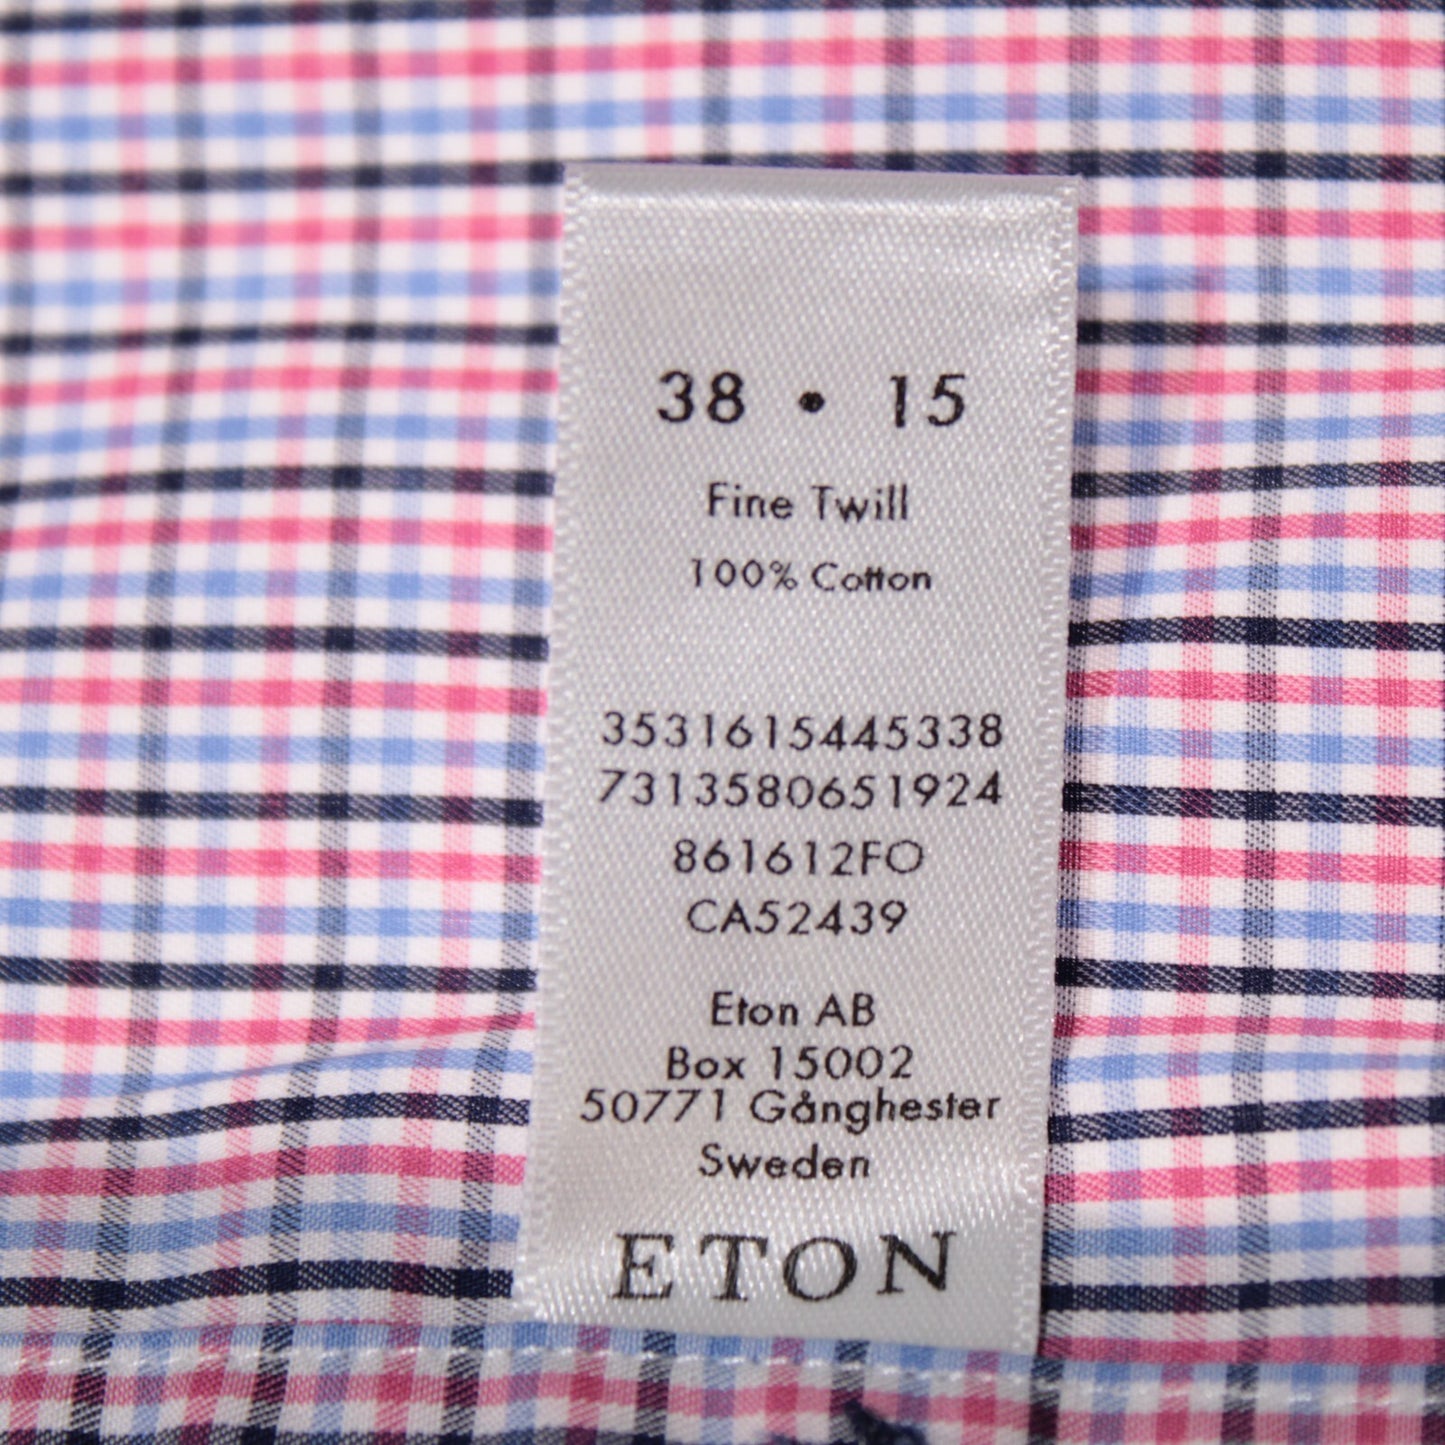 38 • 15
Fine Twill
100% Cotton
3531615445338
7313580651924
861612FO
CA52439
Eton AB
Box 15002
50771 Gånghester
Sweden
ETON